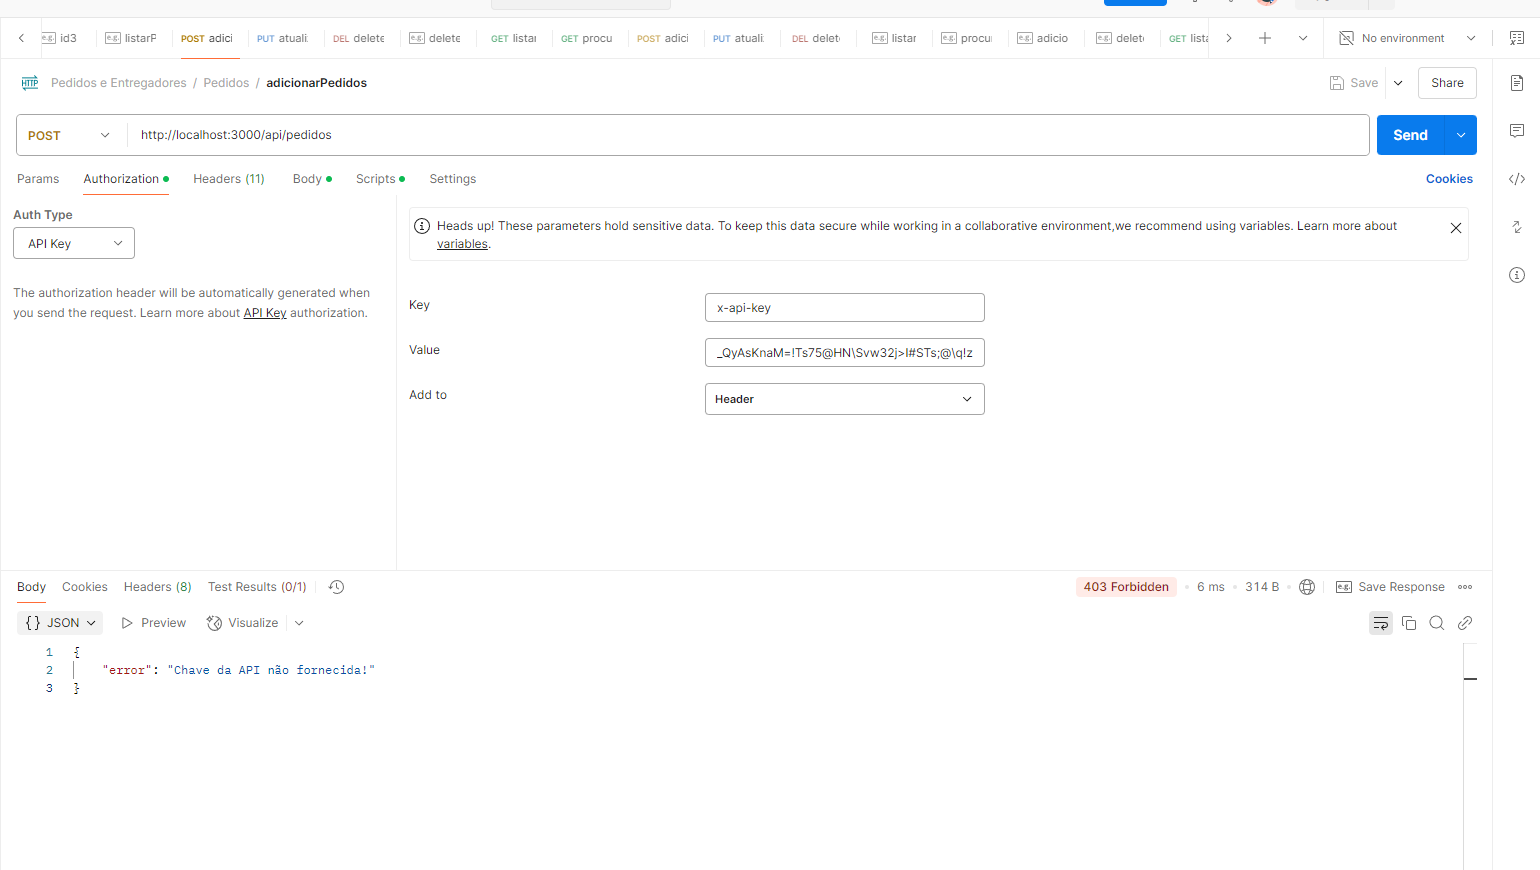 e.g. id3 e.g. listarP POST adici PUT atuali: DEL delete e.g. delete GET listar GET procu POST adici PUT atuali: DEL delet e.g. listar e.g. procu e.g. adicio e.g. delet GET lista No environment
HTTP Pedidos e Entregadores / Pedidos / adicionarPedidos Save Share
POST http://localhost:3000/api/pedidos Send
Params Authorization Headers (11) Body Scripts Settings Cookies
Auth Type
API Key
The authorization header will be automatically generated when
you send the request. Learn more about API Key authorization.
Heads up! These parameters hold sensitive data. To keep this data secure while working in a collaborative environment,we recommend using variables. Learn more about
variables.
Key x-api-key
Value _QyAsKnaM=!Ts75@HN\Svw32j>I#STs;@\q!z
Add to Header
Body Cookies Headers (8) Test Results (0/1) 403 Forbidden 6 ms 314 B e.g. Save Response
{} JSON Preview Visualize
1 {
2 "error": "Chave da API não fornecida!"
3 }